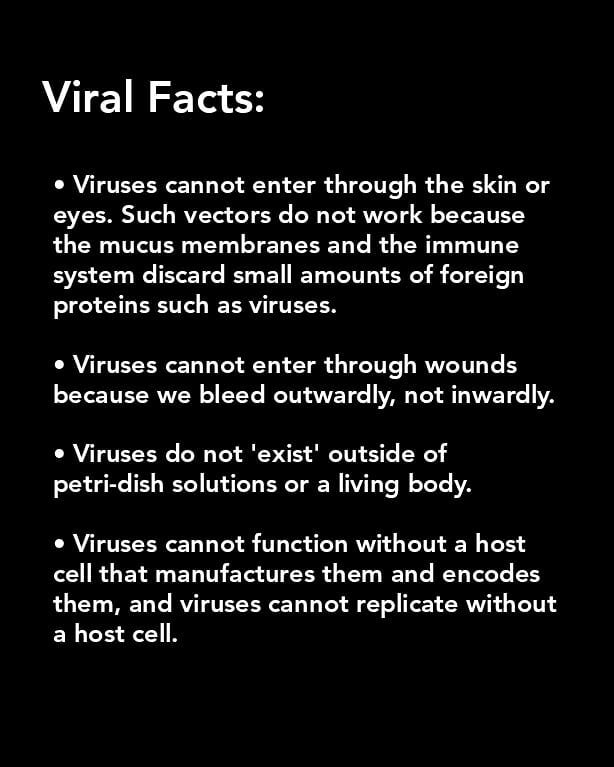 Viral Facts:
• Viruses cannot enter through the skin or
eyes. Such vectors do not work because
the mucus membranes and the immune
system discard small amounts of foreign
proteins such as viruses.
• Viruses cannot enter through wounds
because we bleed outwardly, not inwardly.
• Viruses do not 'exist' outside of
petri-dish solutions or a living body.
• Viruses cannot function without a host
cell that manufactures them and encodes
them, and viruses cannot replicate without
a host cell.